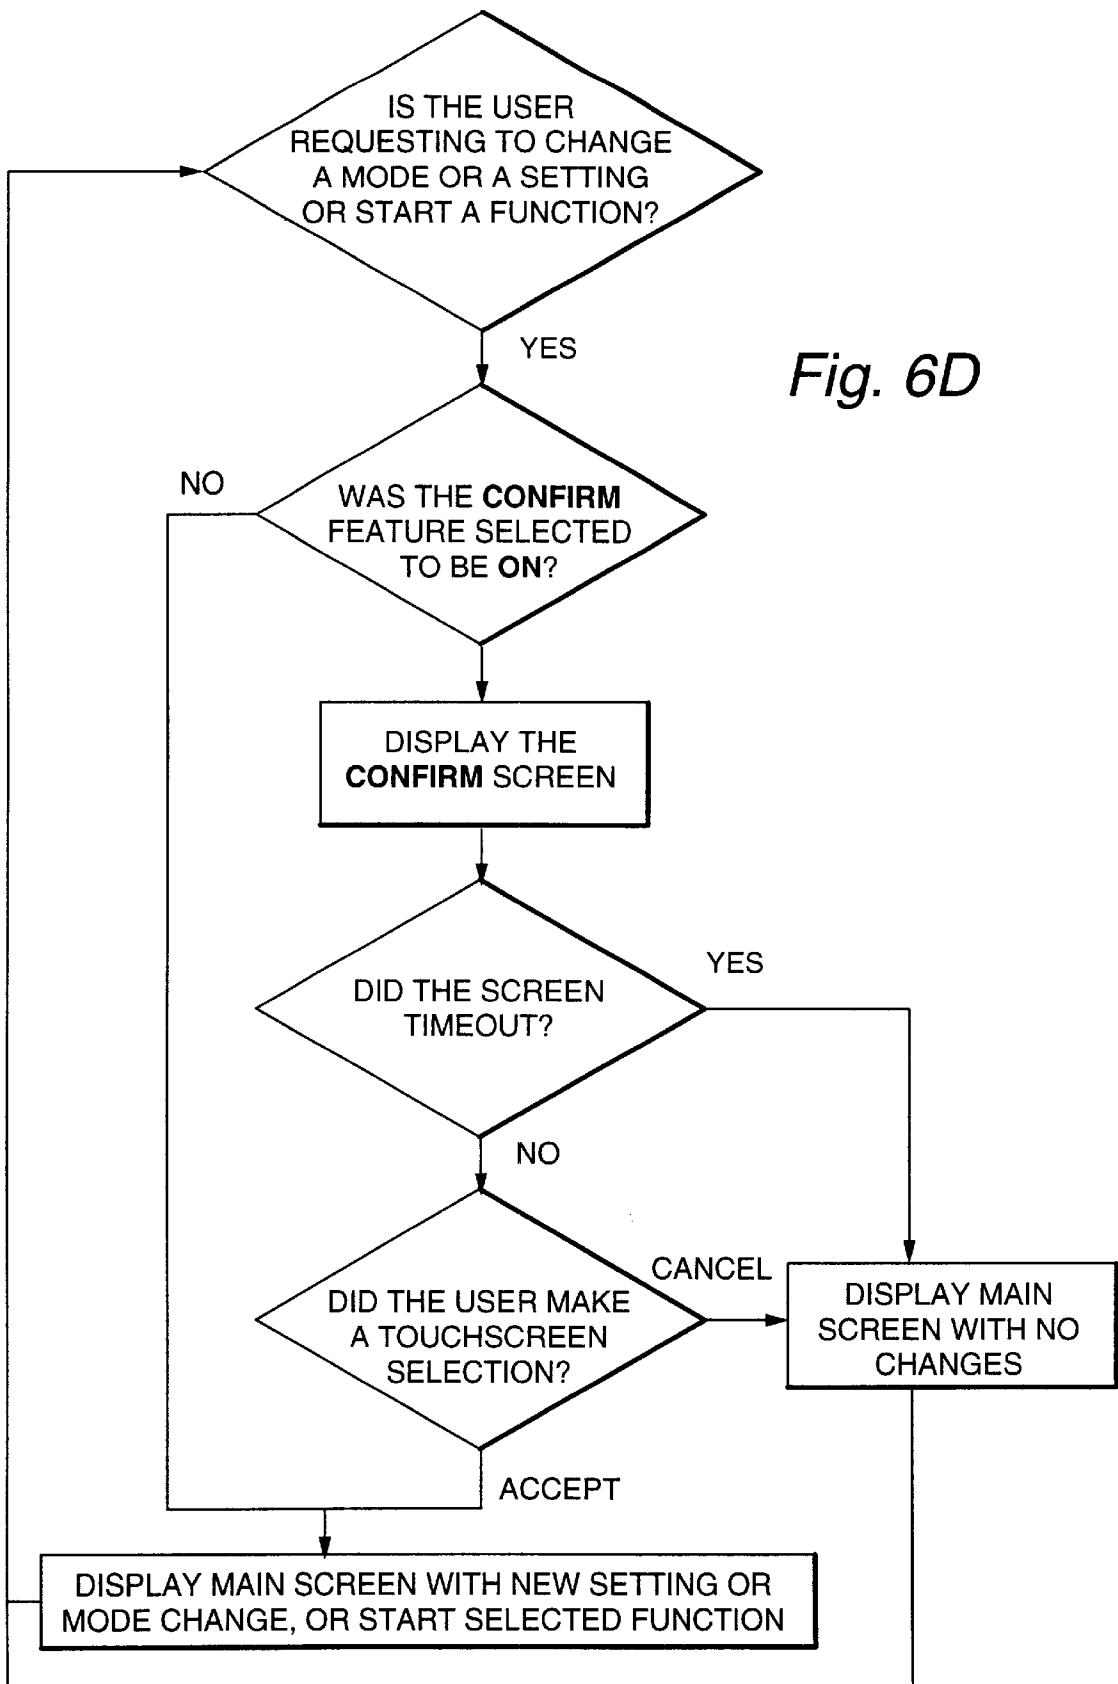 IS THE USER
REQUESTING TO CHANGE
A MODE OR A SETTING
OR START A FUNCTION?
YES
Fig. 6D
NO
WAS THE CONFIRM
FEATURE SELECTED
TO BE ON?
DISPLAY THE
CONFIRM SCREEN
YES
DID THE SCREEN
TIMEOUT?
NO
CANCEL
DID THE USER MAKE
A TOUCHSCREEN
SELECTION?
DISPLAY MAIN
SCREEN WITH NO
CHANGES
ACCEPT
DISPLAY MAIN SCREEN WITH NEW SETTING OR
MODE CHANGE, OR START SELECTED FUNCTION